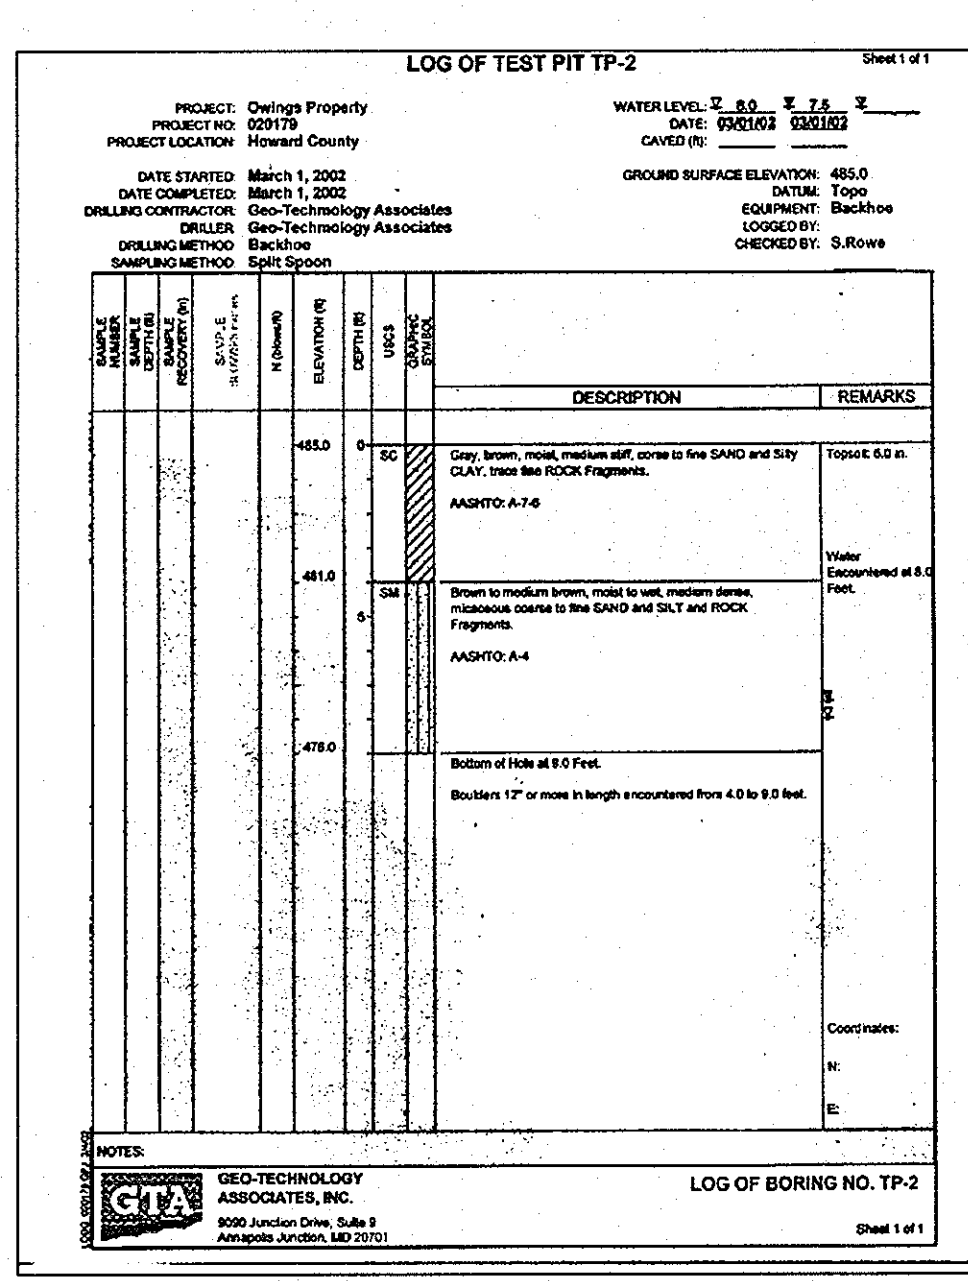 LOG OF TEST PIT TP-2
Sheet 1 of 1
PROJECT: Owings Property
PROJECT NO: 020179
PROJECT LOCATION: Howard County
WATER LEVEL: 8.0 7.5
DATE: 03/01/02 03/01/02
CAVED (ft):
DATE STARTED: March 1, 2002
DATE COMPLETED: March 1, 2002
DRILLING CONTRACTOR: Geo-Technology Associates
DRILLER: Geo-Technology Associates
DRILLING METHOD: Backhoe
SAMPLING METHOD: Split Spoon
GROUND SURFACE ELEVATION: 485.0
DATUM: Topo
EQUIPMENT: Backhoe
LOGGED BY:
CHECKED BY: S.Rowe
SAMPLE NUMBER
SAMPLE DEPTH (ft)
SAMPLE RECOVERY (in)
SAMPLE
N (blows/ft)
ELEVATION (ft)
DEPTH (ft)
USCS
GRAPHIC SYMBOL
DESCRIPTION
REMARKS
485.0 0 SC
Gray, brown, moist, medium stiff, corse to fine SAND and Silty
CLAY, trace fine ROCK Fragments.
AASHTO: A-7-6
Topsoil: 6.0 in.
Water
Encountered at 8.0
Feet.
481.0 SM
5
Brown to medium brown, moist to wet, medium dense,
micaceous coarse to fine SAND and SILT and ROCK
Fragments.
AASHTO: A-4
476.0
Bottom of Hole at 9.0 Feet.
Boulders 12" or more in length encountered from 4.0 to 9.0 feet.
Coordinates:
N:
E:
NOTES:
GTA
GEO-TECHNOLOGY
ASSOCIATES, INC.
9090 Junction Drive, Suite 9
Annapolis Junction, MD 20701
LOG OF BORING NO. TP-2
Sheet 1 of 1